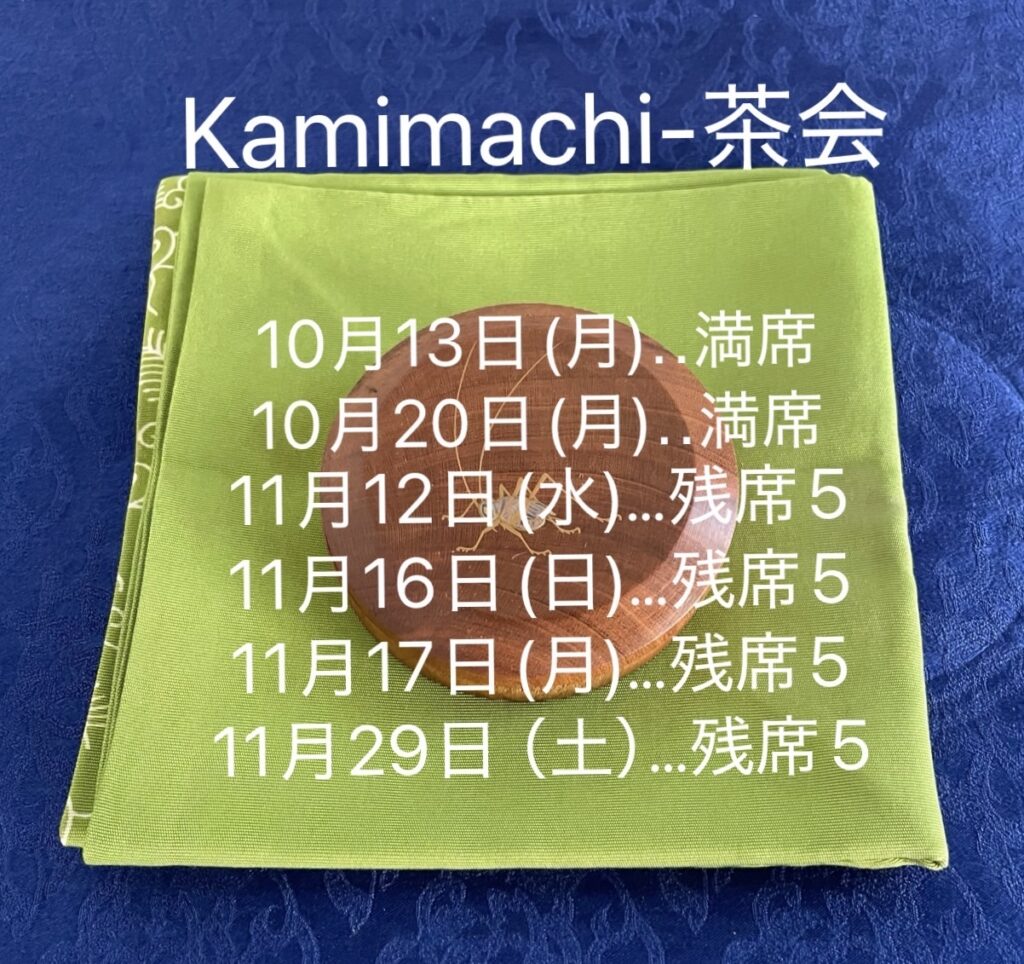 Kamimachi-茶会
10月13日(月)‥満席
10月20日(月)‥満席
11月12日(水)…残席5
11月16日(日)…残席5
11月17日(月)…残席5
11月29日（土）…残席5